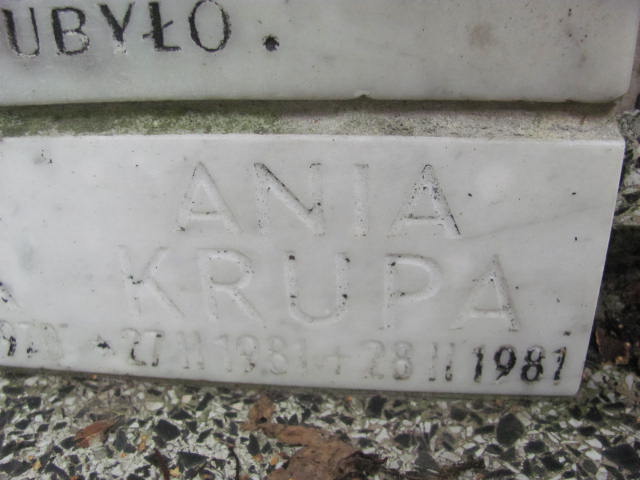 UBYŁO.
ANIA
KRUPA
* 27 II 1981 + 28 II 1981